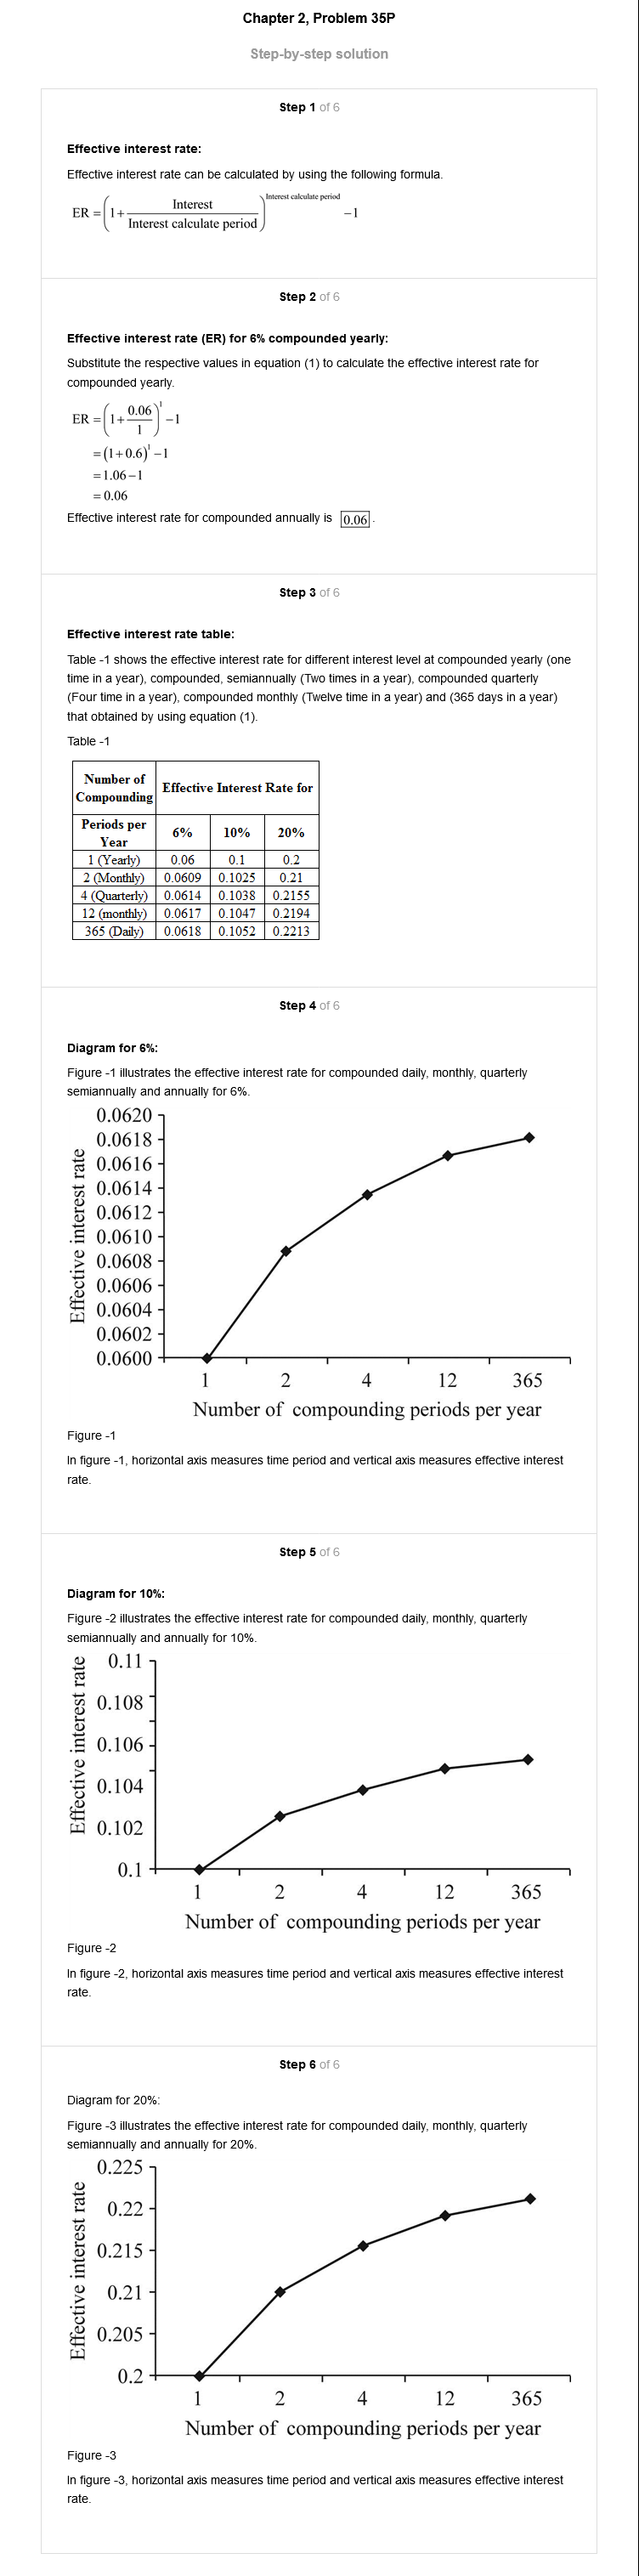 Chapter 2, Problem 35P
Step-by-step solution
Step 1 of 6
Effective interest rate:
Effective interest rate can be calculated by using the following formula.
ER = (1 + Interest / Interest calculate period)^Interest calculate period − 1
Step 2 of 6
Effective interest rate (ER) for 6% compounded yearly:
Substitute the respective values in equation (1) to calculate the effective interest rate for
compounded yearly.
ER = (1 + 0.06 / 1)^1 − 1
= (1 + 0.6)^1 − 1
= 1.06 − 1
= 0.06
Effective interest rate for compounded annually is 0.06 .
Step 3 of 6
Effective interest rate table:
Table -1 shows the effective interest rate for different interest level at compounded yearly (one
time in a year), compounded, semiannually (Two times in a year), compounded quarterly
(Four time in a year), compounded monthly (Twelve time in a year) and (365 days in a year)
that obtained by using equation (1).
Table -1
Number of Compounding Effective Interest Rate for
Periods per Year 6% 10% 20%
1 (Yearly) 0.06 0.1 0.2
2 (Monthly) 0.0609 0.1025 0.21
4 (Quarterly) 0.0614 0.1038 0.2155
12 (monthly) 0.0617 0.1047 0.2194
365 (Daily) 0.0618 0.1052 0.2213
Step 4 of 6
Diagram for 6%:
Figure -1 illustrates the effective interest rate for compounded daily, monthly, quarterly
semiannually and annually for 6%.
Effective interest rate
0.0620
0.0618
0.0616
0.0614
0.0612
0.0610
0.0608
0.0606
0.0604
0.0602
0.0600
1 2 4 12 365
Number of compounding periods per year
Figure -1
In figure -1, horizontal axis measures time period and vertical axis measures effective interest
rate.
Step 5 of 6
Diagram for 10%:
Figure -2 illustrates the effective interest rate for compounded daily, monthly, quarterly
semiannually and annually for 10%.
Effective interest rate
0.11
0.108
0.106
0.104
0.102
0.1
1 2 4 12 365
Number of compounding periods per year
Figure -2
In figure -2, horizontal axis measures time period and vertical axis measures effective interest
rate.
Step 6 of 6
Diagram for 20%:
Figure -3 illustrates the effective interest rate for compounded daily, monthly, quarterly
semiannually and annually for 20%.
Effective interest rate
0.225
0.22
0.215
0.21
0.205
0.2
1 2 4 12 365
Number of compounding periods per year
Figure -3
In figure -3, horizontal axis measures time period and vertical axis measures effective interest
rate.